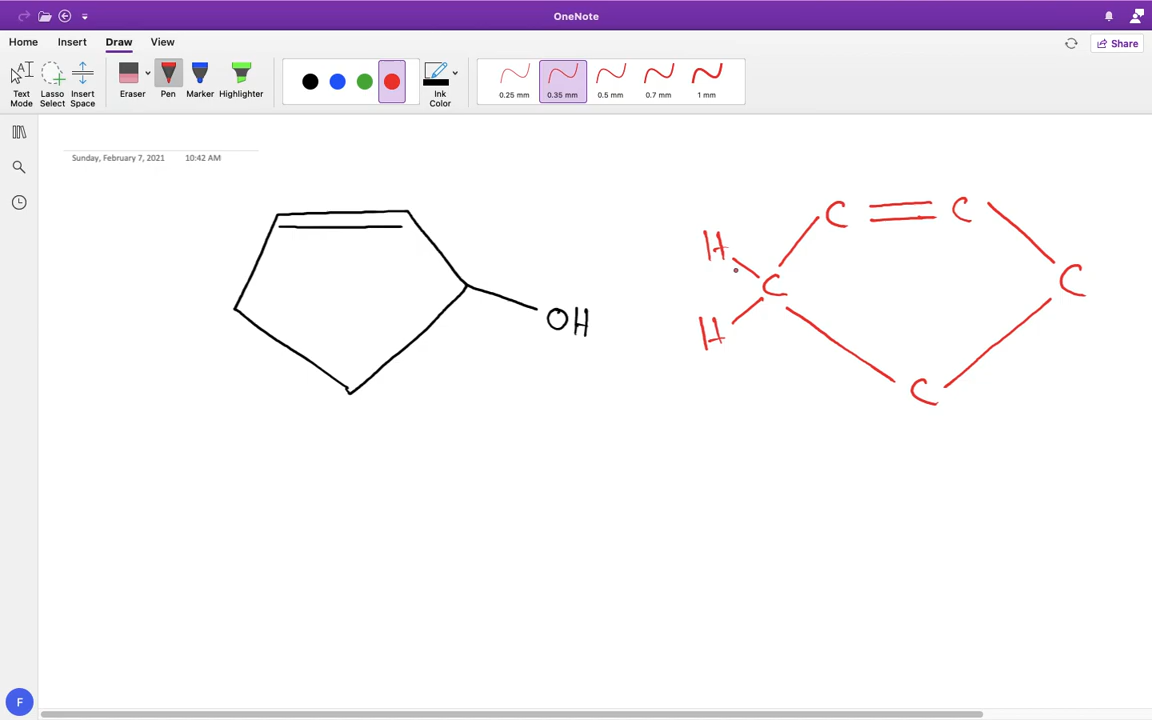 OneNote
Home Insert Draw View
Share
Text Mode
Lasso Select
Insert Space
Eraser
Pen
Marker
Highlighter
Ink Color
0.25 mm
0.35 mm
0.5 mm
0.7 mm
1 mm
Sunday, February 7, 2021 10:42 AM
OH
C C
H
C C
H
C
F